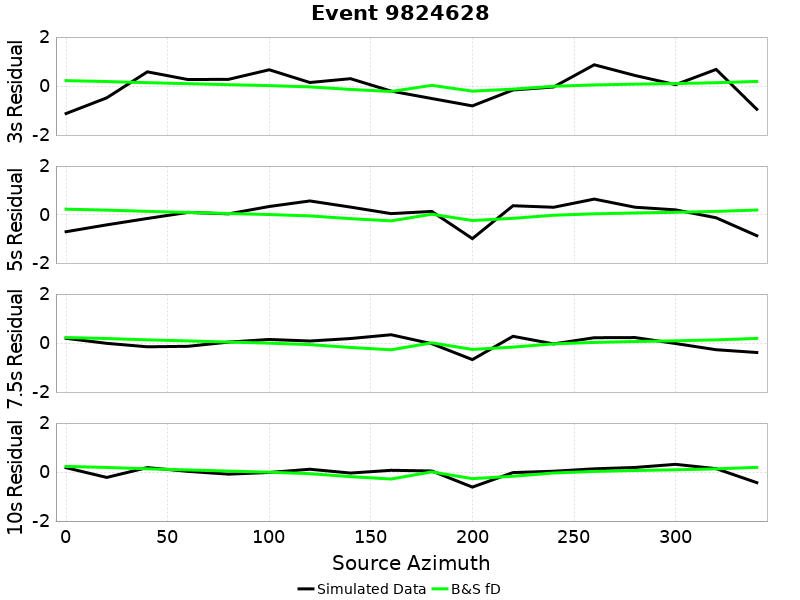 Event 9824628
3s Residual
2
0
-2
5s Residual
2
0
-2
7.5s Residual
2
0
-2
10s Residual
2
0
-2
0 50 100 150 200 250 300
Source Azimuth
Simulated Data B&S fD